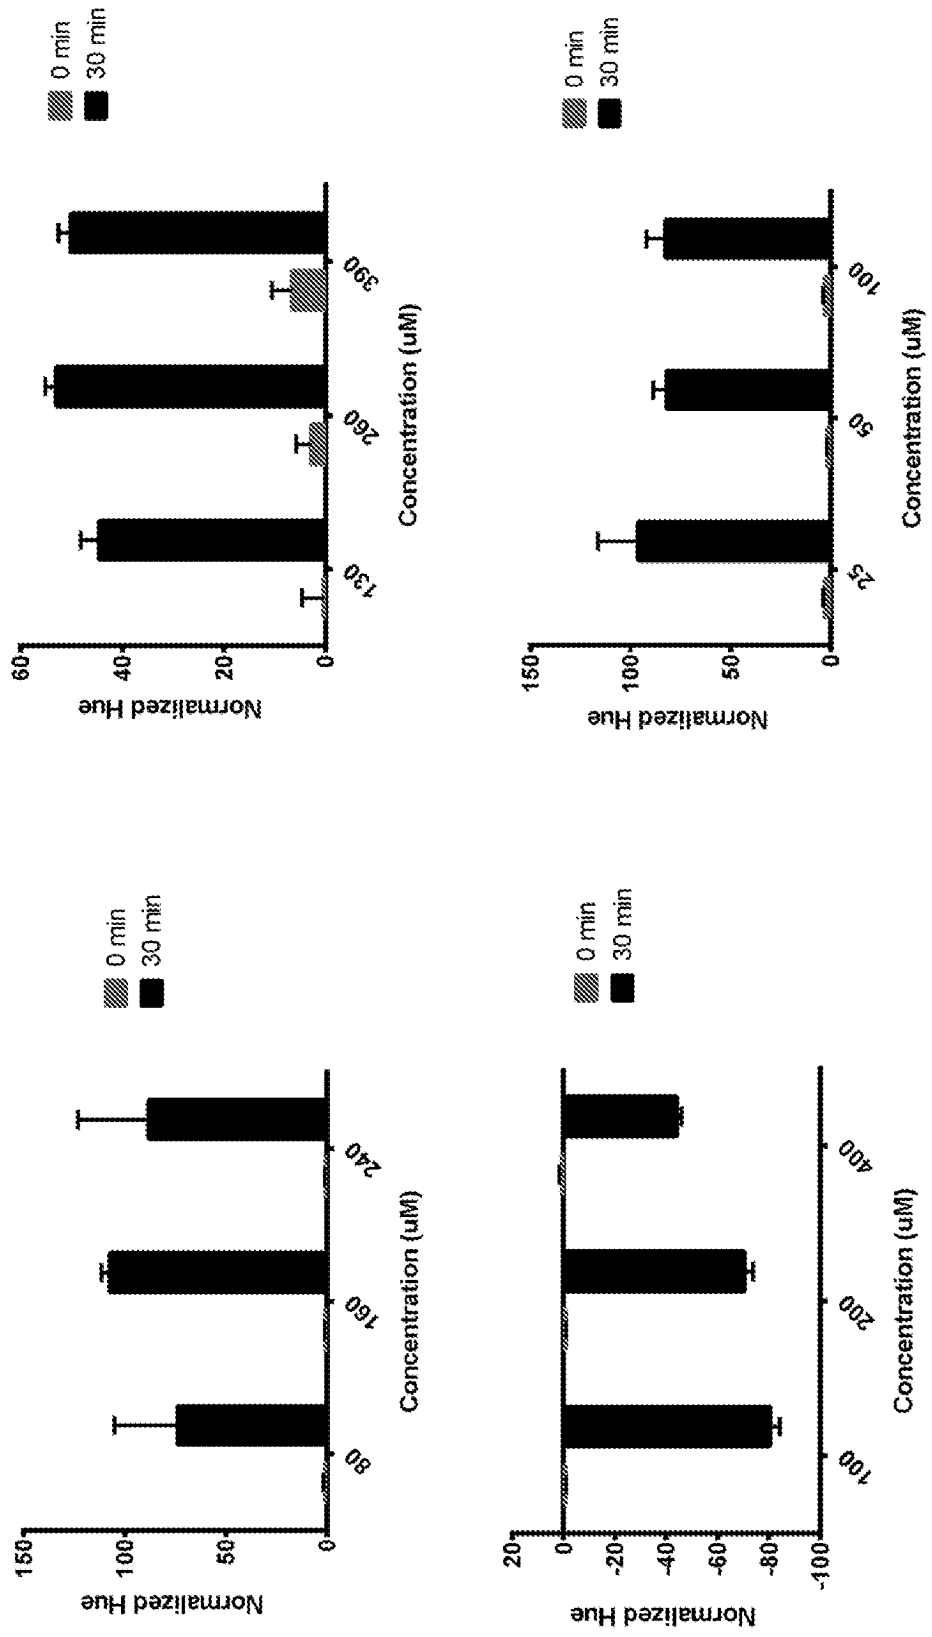 Normalized Hue
150
100
50
0
80
160
240
Concentration (uM)
0 min
30 min
Normalized Hue
60
40
20
0
130
260
390
Concentration (uM)
0 min
30 min
Normalized Hue
20
0
-20
-40
-60
-80
-100
100
200
400
Concentration (uM)
0 min
30 min
Normalized Hue
150
100
50
0
25
50
100
Concentration (uM)
0 min
30 min